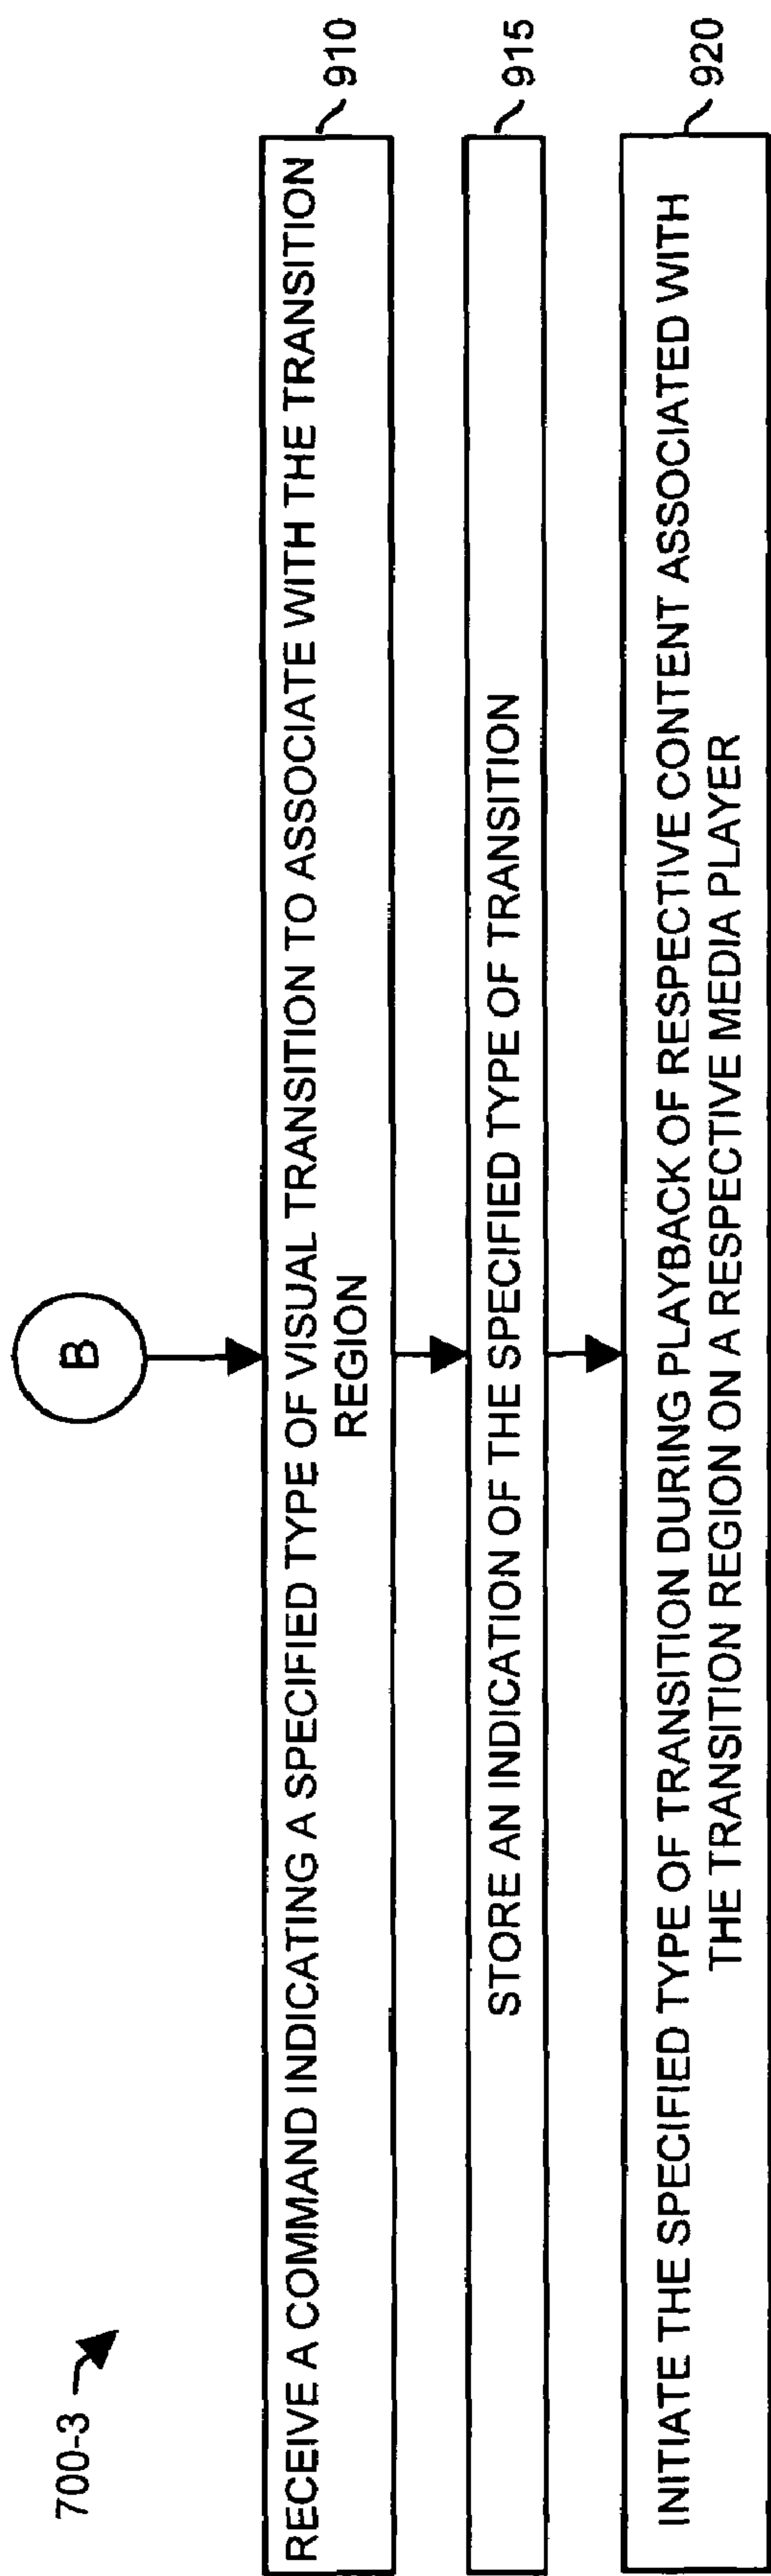 700-3
B
RECEIVE A COMMAND INDICATING A SPECIFIED TYPE OF VISUAL TRANSITION TO ASSOCIATE WITH THE TRANSITION
REGION
910
STORE AN INDICATION OF THE SPECIFIED TYPE OF TRANSITION
915
INITIATE THE SPECIFIED TYPE OF TRANSITION DURING PLAYBACK OF RESPECTIVE CONTENT ASSOCIATED WITH
THE TRANSITION REGION ON A RESPECTIVE MEDIA PLAYER
920